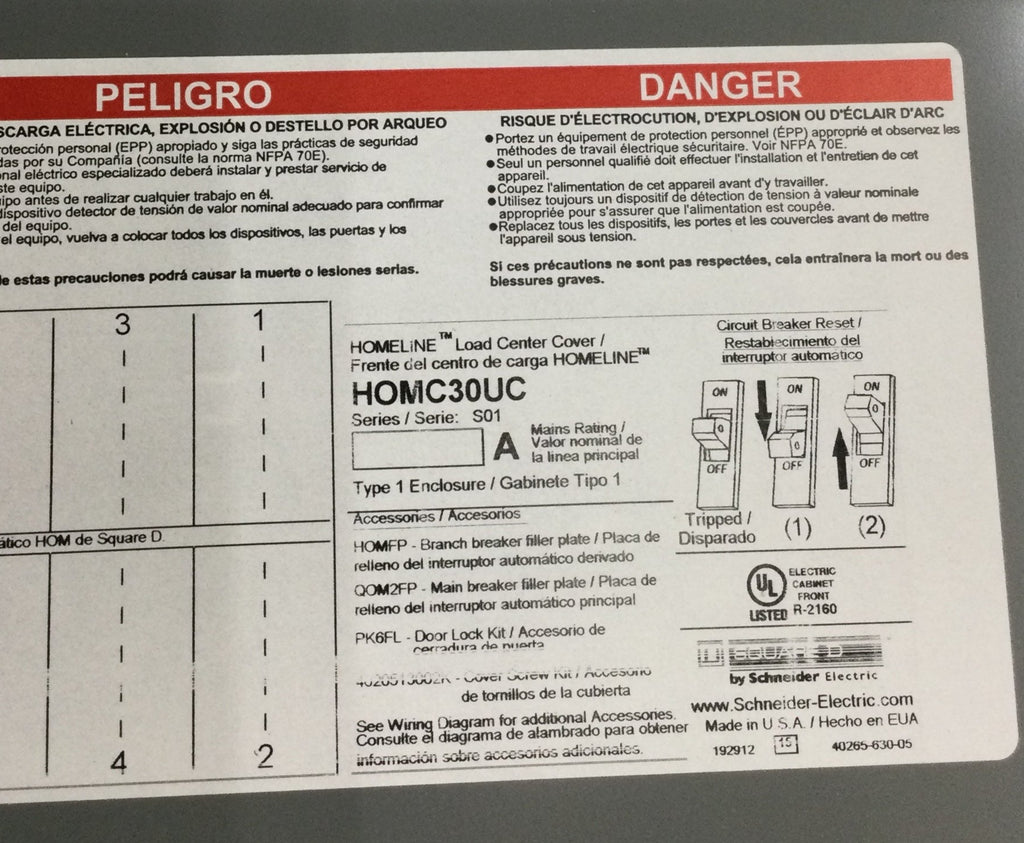 PELIGRO
SCARGA ELÉCTRICA, EXPLOSIÓN O DESTELLO POR ARQUEO
otección personal (EPP) apropiado y siga las prácticas de seguridad
das por su Compañía (consulte la norma NFPA 70E).
onal eléctrico especializado deberá instalar y prestar servicio de
ste equipo.
ipo antes de realizar cualquier trabajo en él.
dispositivo detector de tensión de valor nominal adecuado para confirmar
del equipo.
el equipo, vuelva a colocar todos los dispositivos, las puertas y los
de estas precauciones podrá causar la muerte o lesiones serias.
DANGER
RISQUE D'ÉLECTROCUTION, D'EXPLOSION OU D'ÉCLAIR D'ARC
●Portez un équipement de protection personnel (ÉPP) approprié et observez les
méthodes de travail électrique sécuritaire. Voir NFPA 70E.
●Seul un personnel qualifié doit effectuer l'installation et l'entretien de cet
appareil.
●Coupez l'alimentation de cet appareil avant d'y travailler.
●Utilisez toujours un dispositif de détection de tension à valeur nominale
appropriée pour s'assurer que l'alimentation est coupée.
●Replacez tous les dispositifs, les portes et les couvercles avant de mettre
l'appareil sous tension.
Si ces précautions ne sont pas respectées, cela entraînera la mort ou des
blessures graves.
3 1
ático HOM de Square D.
4 2
HOMELINE™ Load Center Cover /
Frente del centro de carga HOMELINE™
HOMC30UC
Series / Serie: S01
A
Mains Rating /
Valor nominal de
la linea principal
Type 1 Enclosure / Gabinete Tipo 1
Accessories / Accesorios
HOMFP - Branch breaker filler plate / Placa de
relleno del interruptor automático derivado
QOM2FP - Main breaker filler plate / Placa de
relleno del interruptor automático principal
PK6FL - Door Lock Kit / Accesorio de
cerradura de puerta
4020513002K - Cover Screw Kit / Accesorio
de tornillos de la cubierta
See Wiring Diagram for additional Accessories.
Consulte el diagrama de alambrado para obtener
información sobre accesorios adicionales.
Circuit Breaker Reset /
Restablecimiento del
interruptor automático
ON ON ON
OFF OFF OFF
Tripped /
Disparado
(1) (2)
UL
LISTED
ELECTRIC
CABINET
FRONT
R-2160
SQUARE D
by Schneider Electric
www.Schneider-Electric.com
Made in U.S.A. / Hecho en EUA
192912 15 40265-630-05